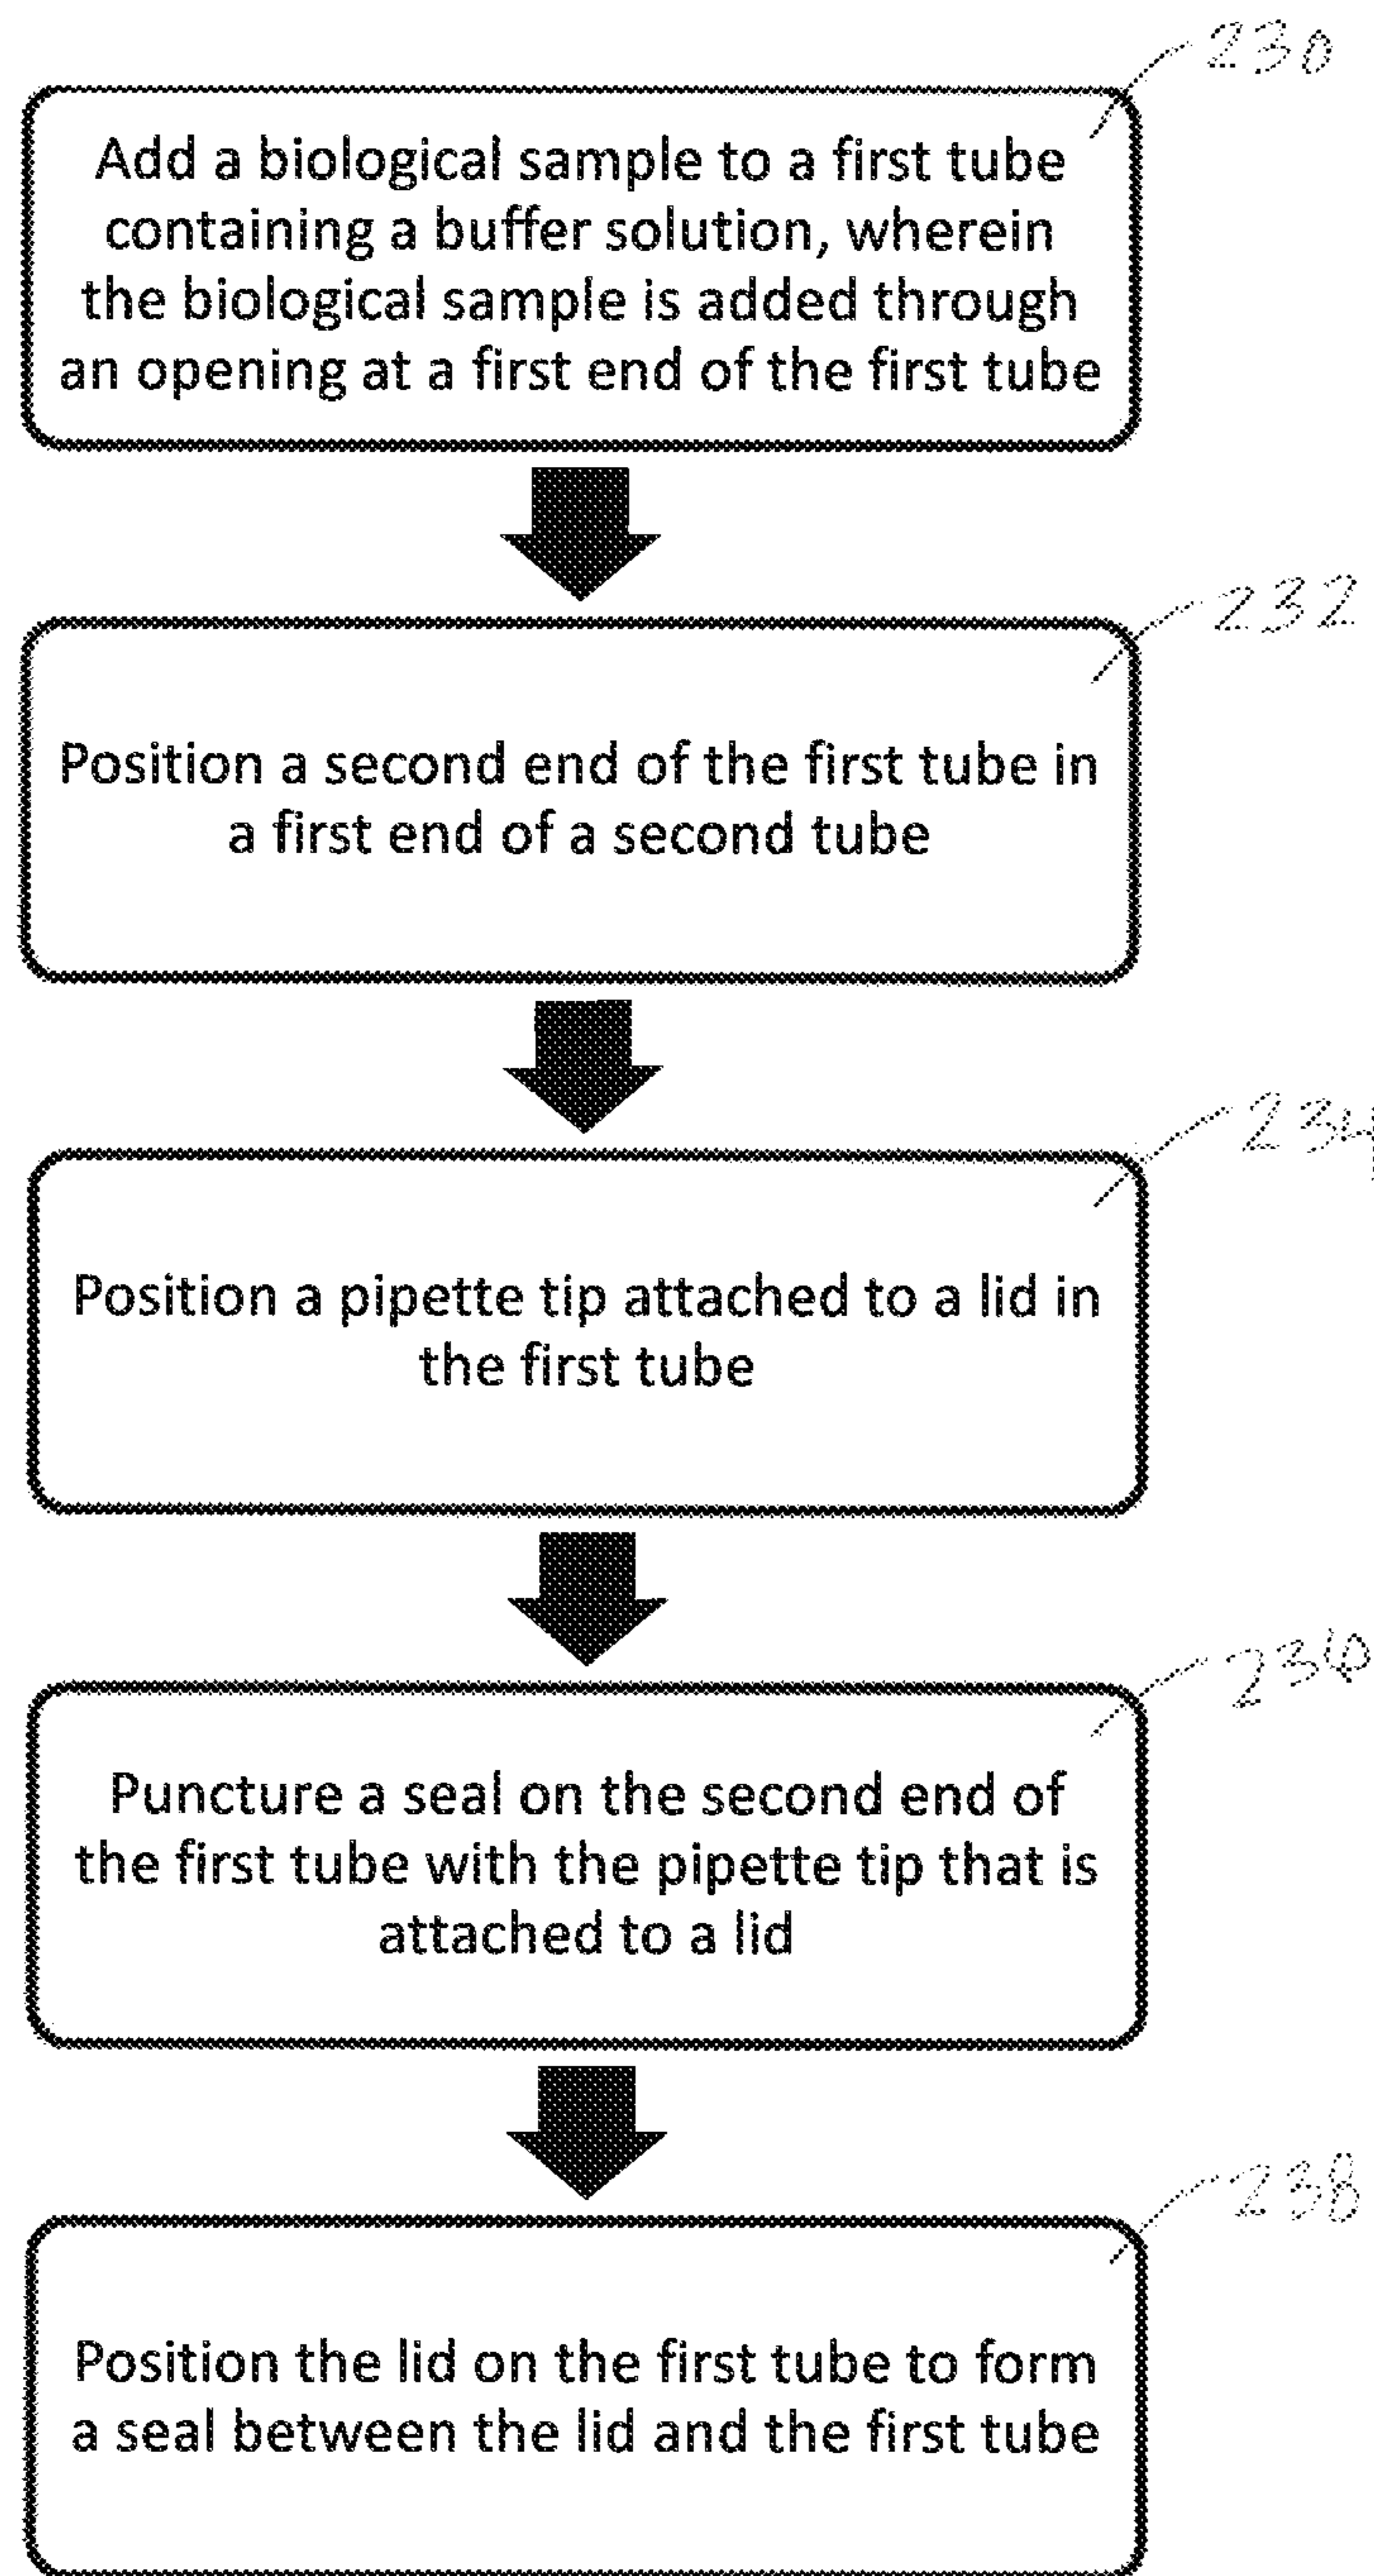 230
Add a biological sample to a first tube
containing a buffer solution, wherein
the biological sample is added through
an opening at a first end of the first tube
232
Position a second end of the first tube in
a first end of a second tube
234
Position a pipette tip attached to a lid in
the first tube
236
Puncture a seal on the second end of
the first tube with the pipette tip that is
attached to a lid
238
Position the lid on the first tube to form
a seal between the lid and the first tube